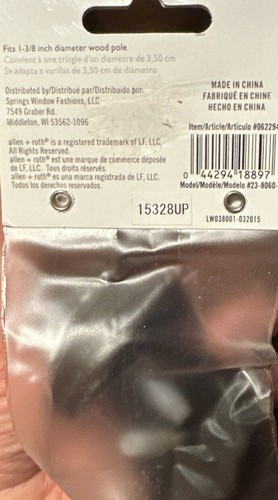 Fits 1-3/8 inch diameter wood pole
Convient à une tringle d'un diamètre de 3,50 cm
Se adapta a varillas de 3,50 cm de diámetro
Distributed by/Distribué par/Distribuido por:
Springs Window Fashions, LLC
7549 Graber Rd.
Middleton, WI 53562-1096
allen + roth® is a registered trademark of LF, LLC.
All Rights Reserved.
allen + roth® est une marque de commerce déposée
de LF, LLC. Tous droits réservés.
allen + roth® es una marca registrada de LF, LLC.
Todos los derechos reservados.
MADE IN CHINA
FABRIQUÉ EN CHINE
HECHO EN CHINA
Item/Article/Artículo #062294
0 44294 18897
Model/Modèle/Modelo #23-8060-
15328UP
LW038001-032015